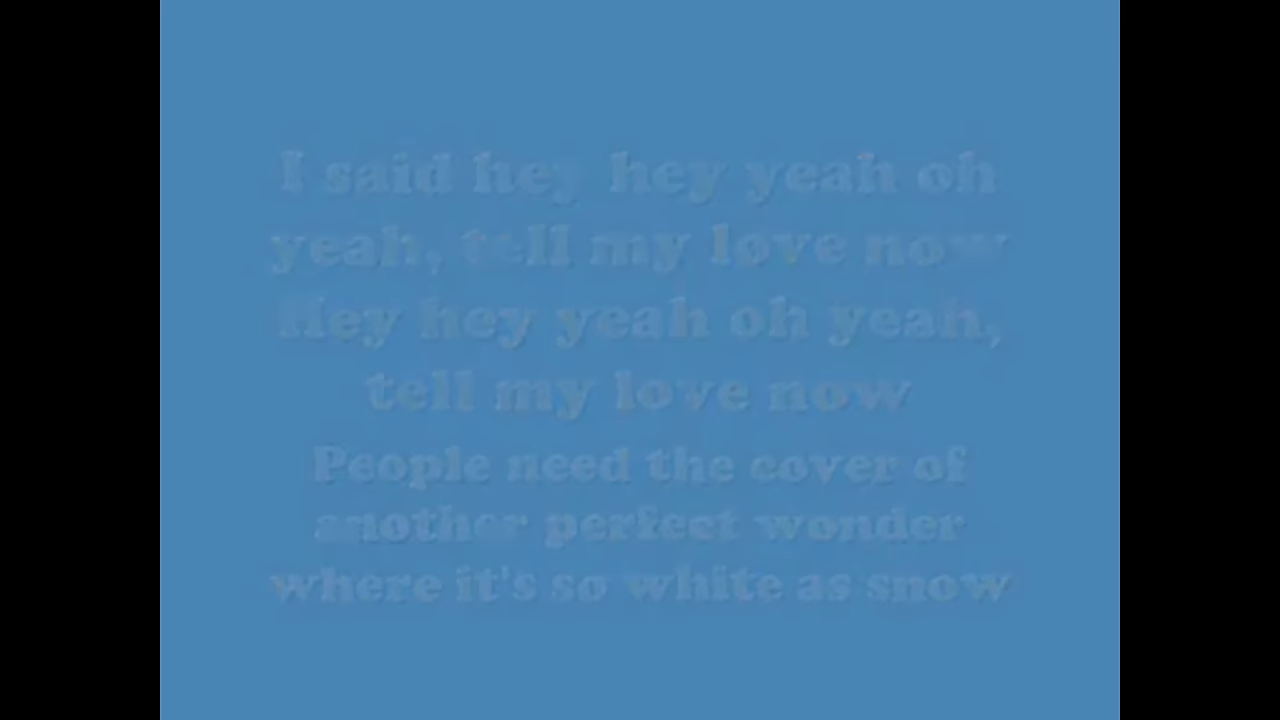 I said hey hey yeah oh
yeah, tell my love now
Hey hey yeah oh yeah,
tell my love now
People need the cover of
another perfect wonder
where it's so white as snow